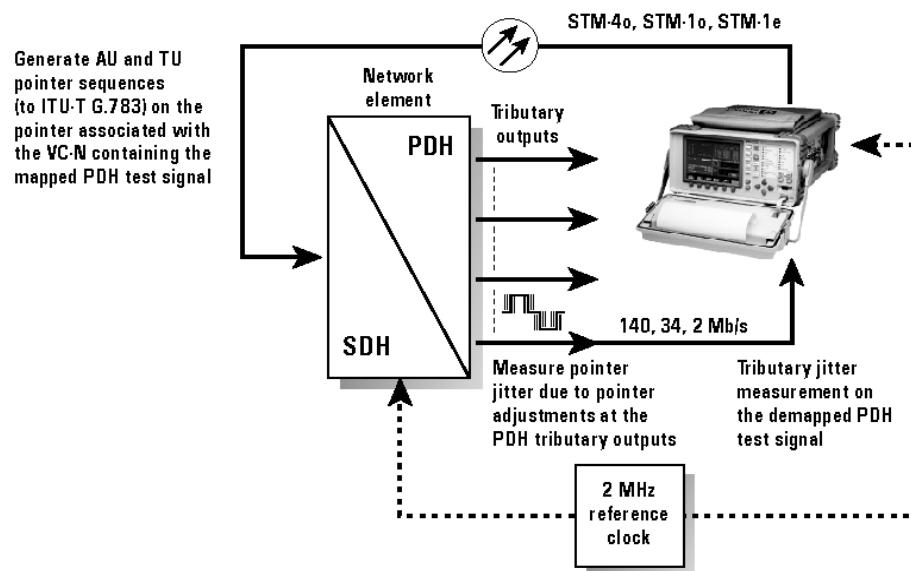 STM-4o, STM-1o, STM-1e
Generate AU and TU
pointer sequences
(to ITU-T G.783) on the
pointer associated with
the VC-N containing the
mapped PDH test signal
Network
element
Tributary
outputs
PDH
SDH
140, 34, 2 Mb/s
Measure pointer
jitter due to pointer
adjustments at the
PDH tributary outputs
Tributary jitter
measurement on
the demapped PDH
test signal
2 MHz
reference
clock